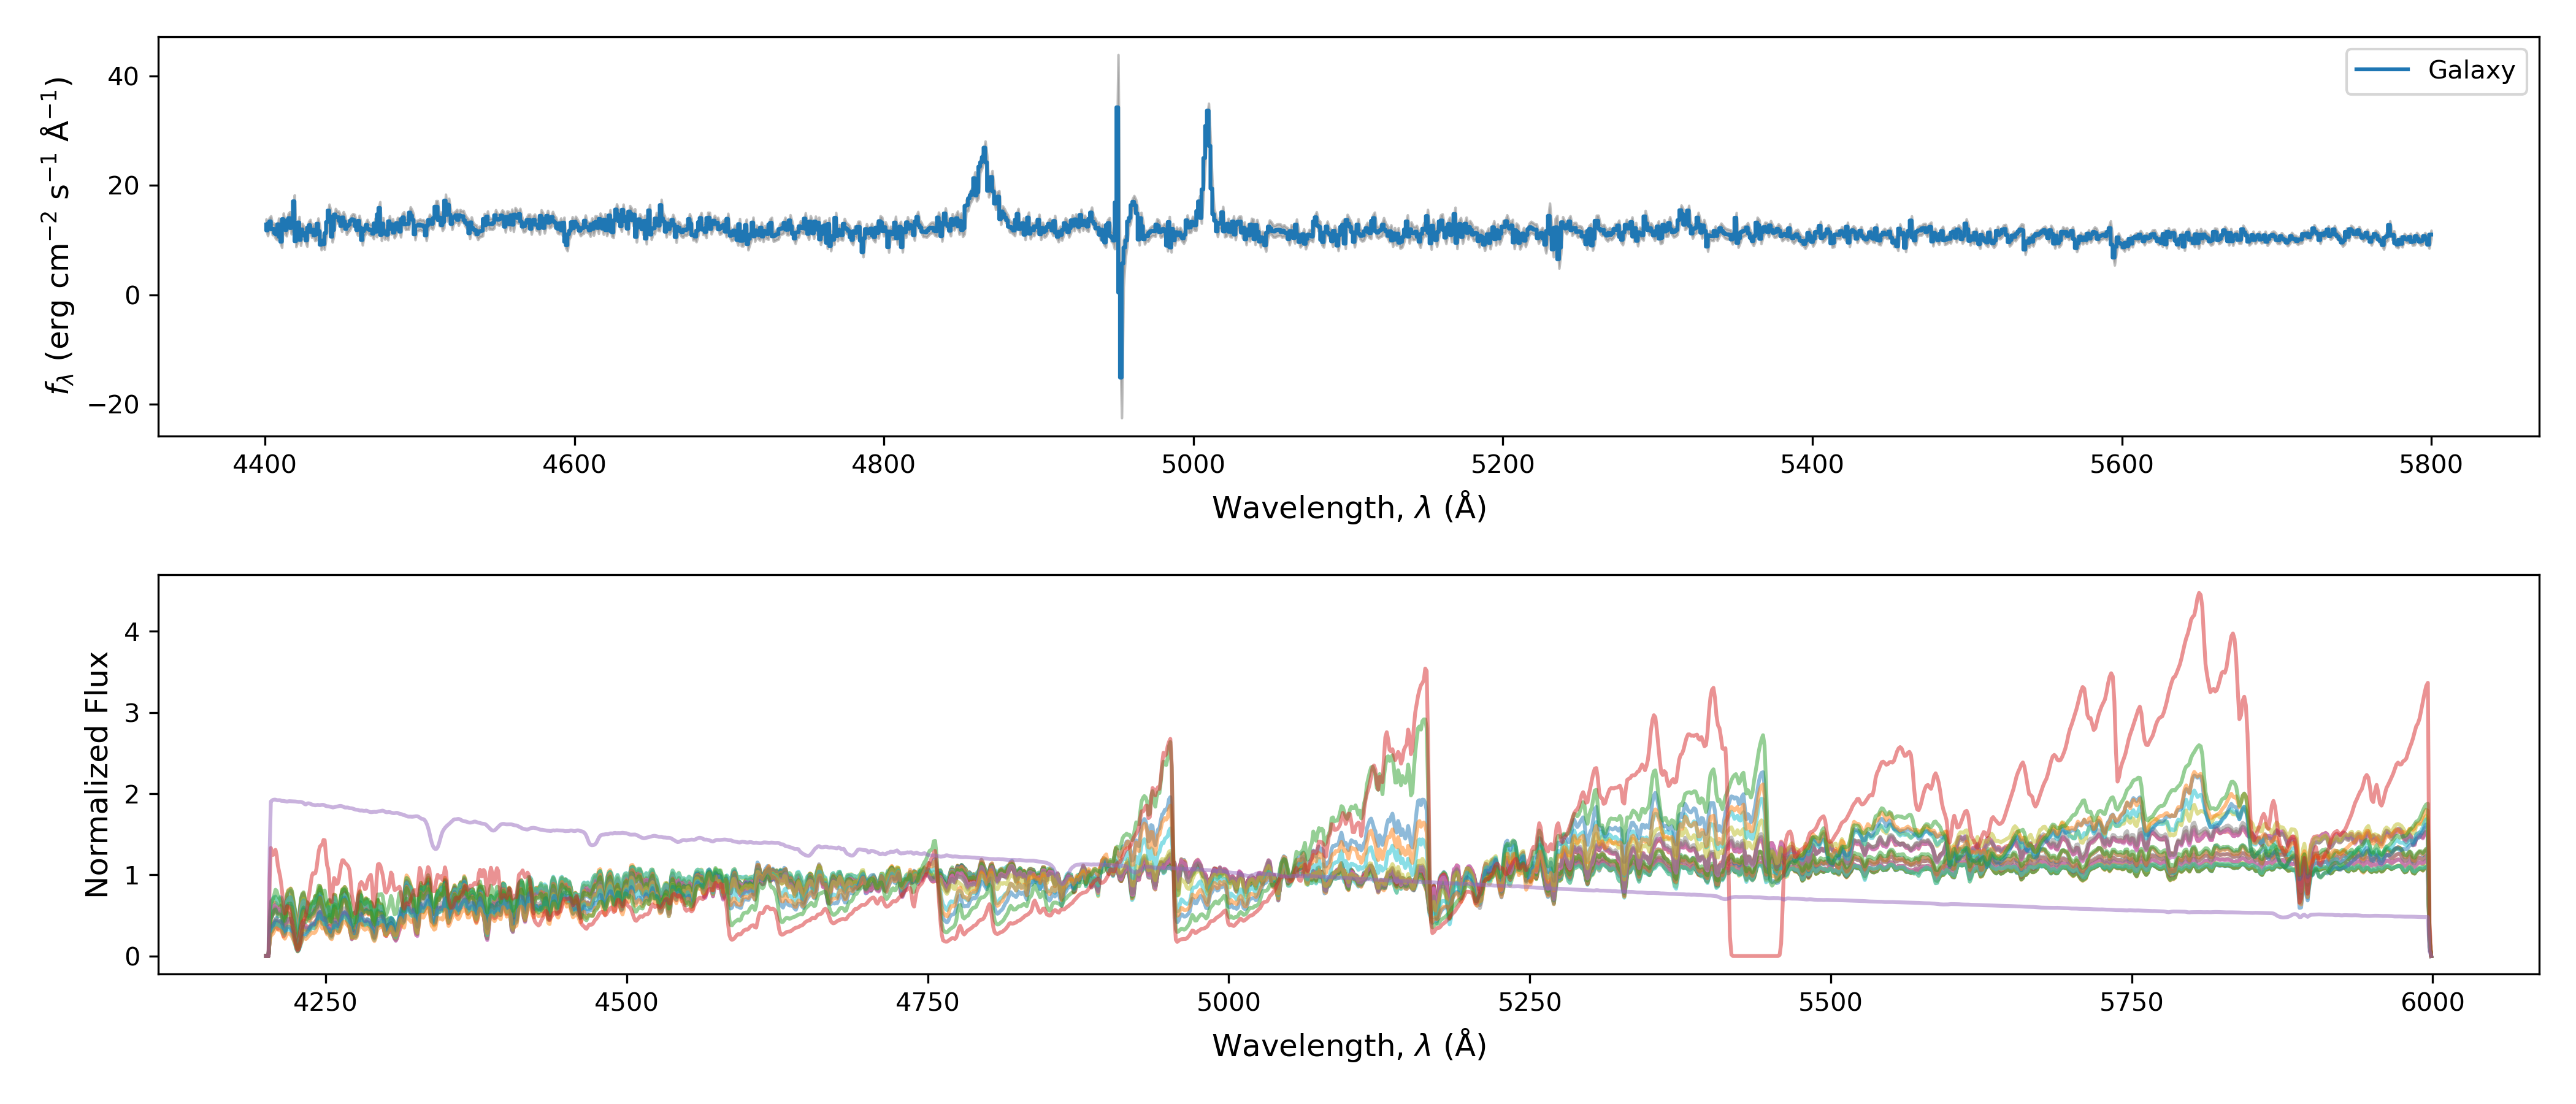 40
20
0
−20
fλ (erg cm−2 s−1 Å−1)
Galaxy
4400 4600 4800 5000 5200 5400 5600 5800
Wavelength, λ (Å)
4
3
2
1
0
Normalized Flux
4250 4500 4750 5000 5250 5500 5750 6000
Wavelength, λ (Å)